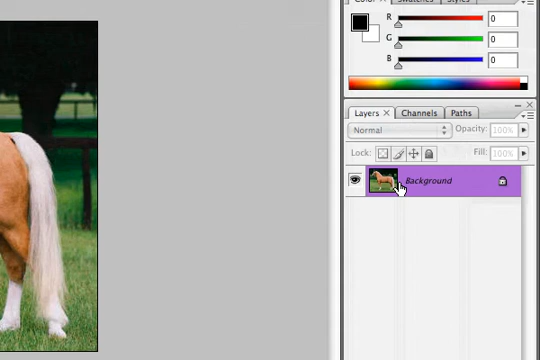 Color × Swatches Styles
R 0
G 0
B 0
Layers × Channels Paths
Normal Opacity: 100%
Lock: Fill: 100%
Background